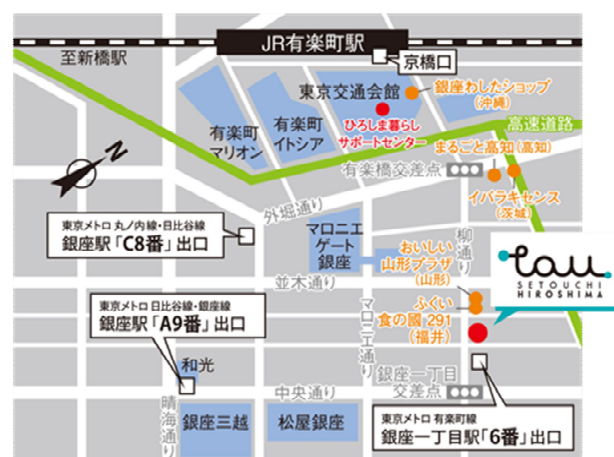 JR有楽町駅
至新橋駅
京橋口
東京交通会館
銀座わしたショップ
(沖縄)
有楽町
マリオン
有楽町
イトシア
ひろしま暮らし
サポートセンター
高速道路
まるごと高知(高知)
有楽橋交差点
イバラキセンス
(茨城)
N
外堀通り
東京メトロ 丸ノ内線・日比谷線
銀座駅「C8番」出口
マロニエ
ゲート
銀座
柳通り
おいしい
山形プラザ
(山形)
tau
SETOUCHI
HIROSHIMA
並木通り
東京メトロ 日比谷線・銀座線
銀座駅「A9番」出口
マロニエ通り
ふくい
食の國 291
(福井)
和光
銀座一丁目
交差点
中央通り
晴海通り
銀座三越
松屋銀座
東京メトロ 有楽町線
銀座一丁目駅「6番」出口